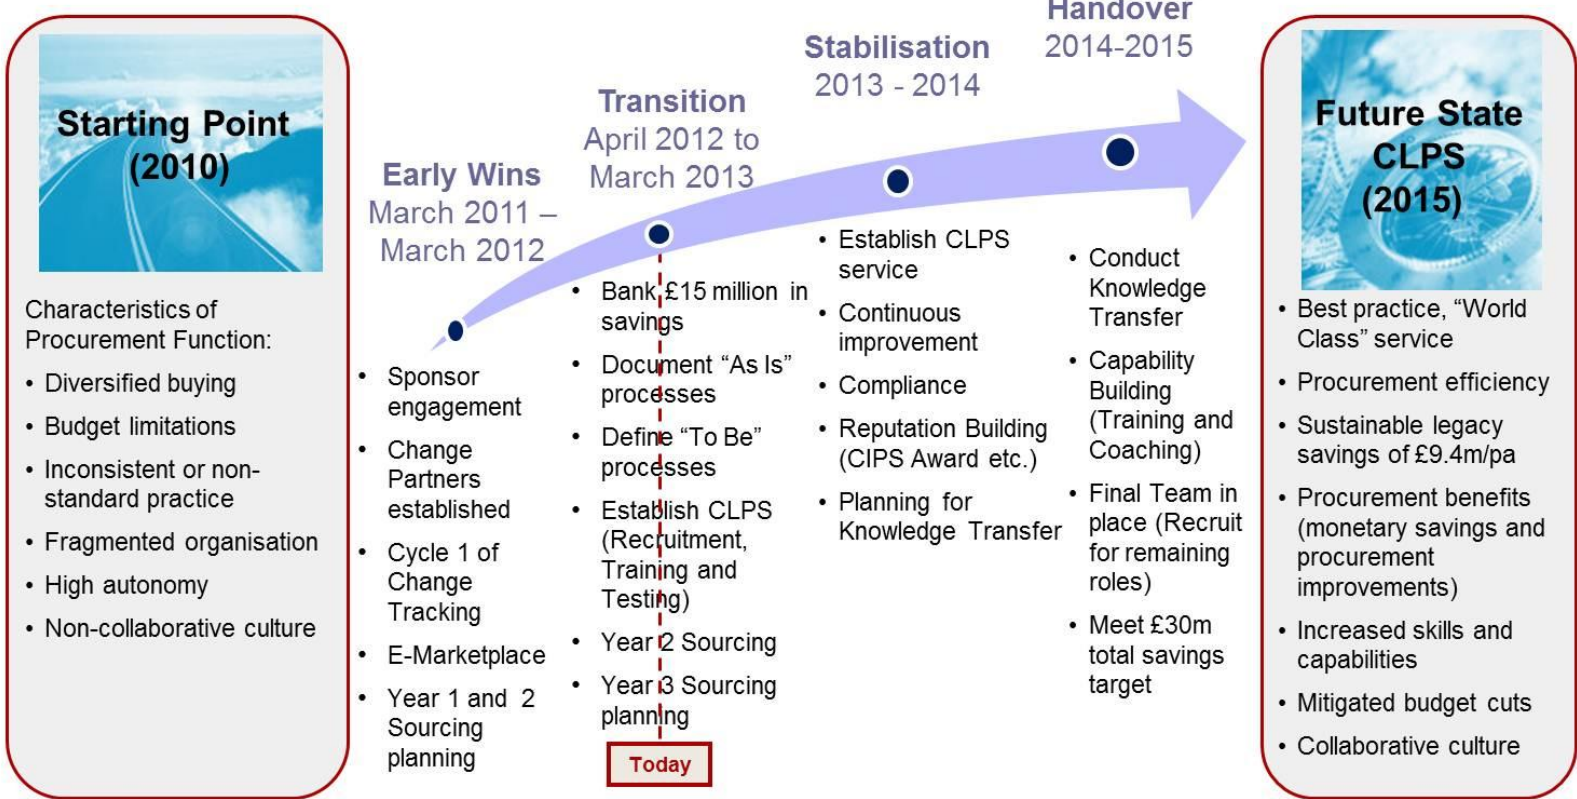 Starting Point
(2010)
Characteristics of
Procurement Function:
• Diversified buying
• Budget limitations
• Inconsistent or non-
standard practice
• Fragmented organisation
• High autonomy
• Non-collaborative culture
Early Wins
March 2011 –
March 2012
• Sponsor
engagement
• Change
Partners
established
• Cycle 1 of
Change
Tracking
• E-Marketplace
• Year 1 and 2
Sourcing
planning
Transition
April 2012 to
March 2013
• Bank £15 million in
savings
• Document “As Is”
processes
• Define “To Be”
processes
• Establish CLPS
(Recruitment,
Training and
Testing)
• Year 2 Sourcing
• Year 3 Sourcing
planning
Today
Stabilisation
2013 - 2014
• Establish CLPS
service
• Continuous
improvement
• Compliance
• Reputation Building
(CIPS Award etc.)
• Planning for
Knowledge Transfer
Handover
2014-2015
• Conduct
Knowledge
Transfer
• Capability
Building
(Training and
Coaching)
• Final Team in
place (Recruit
for remaining
roles)
• Meet £30m
total savings
target
Future State
CLPS
(2015)
• Best practice, “World
Class” service
• Procurement efficiency
• Sustainable legacy
savings of £9.4m/pa
• Procurement benefits
(monetary savings and
procurement
improvements)
• Increased skills and
capabilities
• Mitigated budget cuts
• Collaborative culture